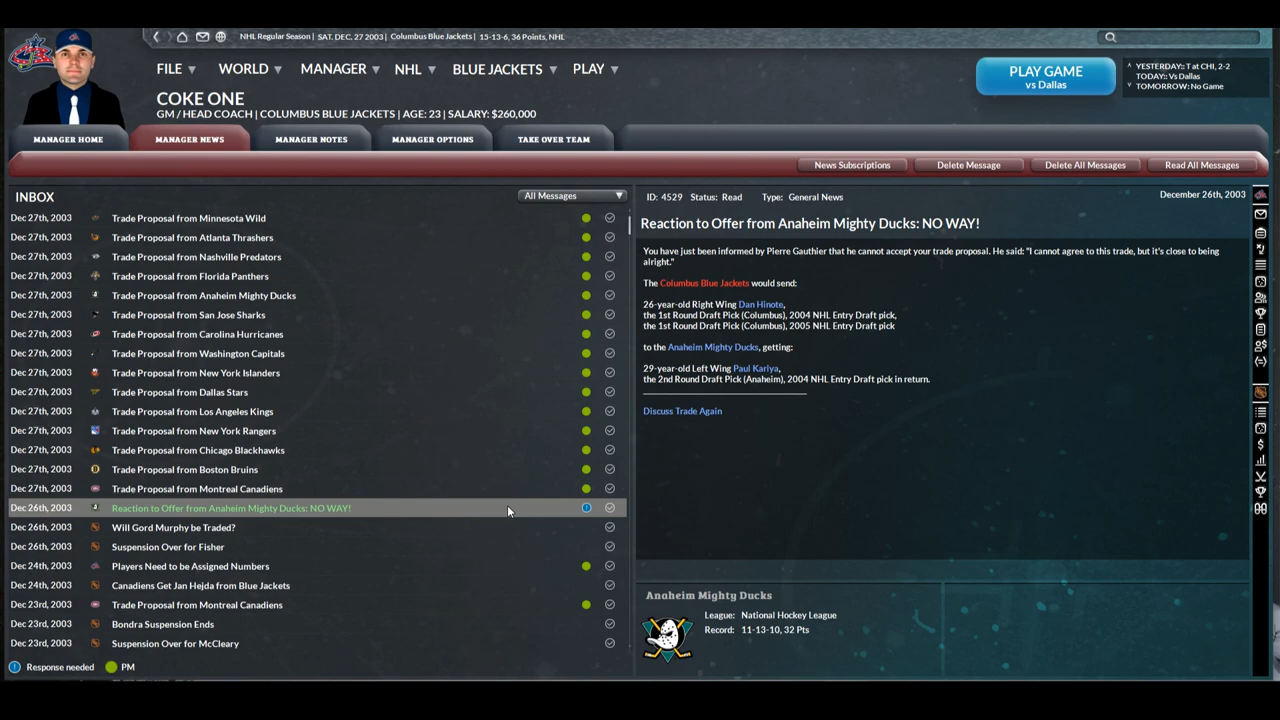 NHL Regular Season | SAT. DEC. 27 2003 | Columbus Blue Jackets | 15-13-6, 36 Points, NHL
FILE WORLD MANAGER NHL BLUE JACKETS PLAY
PLAY GAME
vs Dallas
YESTERDAY:: T at CHI, 2-2
TODAY:: Vs Dallas
TOMORROW: No Game
COKE ONE
GM / HEAD COACH | COLUMBUS BLUE JACKETS | AGE: 23 | SALARY: $260,000
MANAGER HOME MANAGER NEWS MANAGER NOTES MANAGER OPTIONS TAKE OVER TEAM
News Subscriptions Delete Message Delete All Messages Read All Messages
INBOX All Messages
Dec 27th, 2003 Trade Proposal from Minnesota Wild
Dec 27th, 2003 Trade Proposal from Atlanta Thrashers
Dec 27th, 2003 Trade Proposal from Nashville Predators
Dec 27th, 2003 Trade Proposal from Florida Panthers
Dec 27th, 2003 Trade Proposal from Anaheim Mighty Ducks
Dec 27th, 2003 Trade Proposal from San Jose Sharks
Dec 27th, 2003 Trade Proposal from Carolina Hurricanes
Dec 27th, 2003 Trade Proposal from Washington Capitals
Dec 27th, 2003 Trade Proposal from New York Islanders
Dec 27th, 2003 Trade Proposal from Dallas Stars
Dec 27th, 2003 Trade Proposal from Los Angeles Kings
Dec 27th, 2003 Trade Proposal from New York Rangers
Dec 27th, 2003 Trade Proposal from Chicago Blackhawks
Dec 27th, 2003 Trade Proposal from Boston Bruins
Dec 27th, 2003 Trade Proposal from Montreal Canadiens
Dec 26th, 2003 Reaction to Offer from Anaheim Mighty Ducks: NO WAY!
Dec 26th, 2003 Will Gord Murphy be Traded?
Dec 26th, 2003 Suspension Over for Fisher
Dec 24th, 2003 Players Need to be Assigned Numbers
Dec 24th, 2003 Canadiens Get Jan Hejda from Blue Jackets
Dec 23rd, 2003 Trade Proposal from Montreal Canadiens
Dec 23rd, 2003 Bondra Suspension Ends
Dec 23rd, 2003 Suspension Over for McCleary
Response needed PM
ID: 4529 Status: Read Type: General News December 26th, 2003
Reaction to Offer from Anaheim Mighty Ducks: NO WAY!
You have just been informed by Pierre Gauthier that he cannot accept your trade proposal. He said: "I cannot agree to this trade, but it's close to being
alright."
The Columbus Blue Jackets would send:
26-year-old Right Wing Dan Hinote,
the 1st Round Draft Pick (Columbus), 2004 NHL Entry Draft pick,
the 1st Round Draft Pick (Columbus), 2005 NHL Entry Draft pick
to the Anaheim Mighty Ducks, getting:
29-year-old Left Wing Paul Kariya,
the 2nd Round Draft Pick (Anaheim), 2004 NHL Entry Draft pick in return.
Discuss Trade Again
Anaheim Mighty Ducks
League: National Hockey League
Record: 11-13-10, 32 Pts